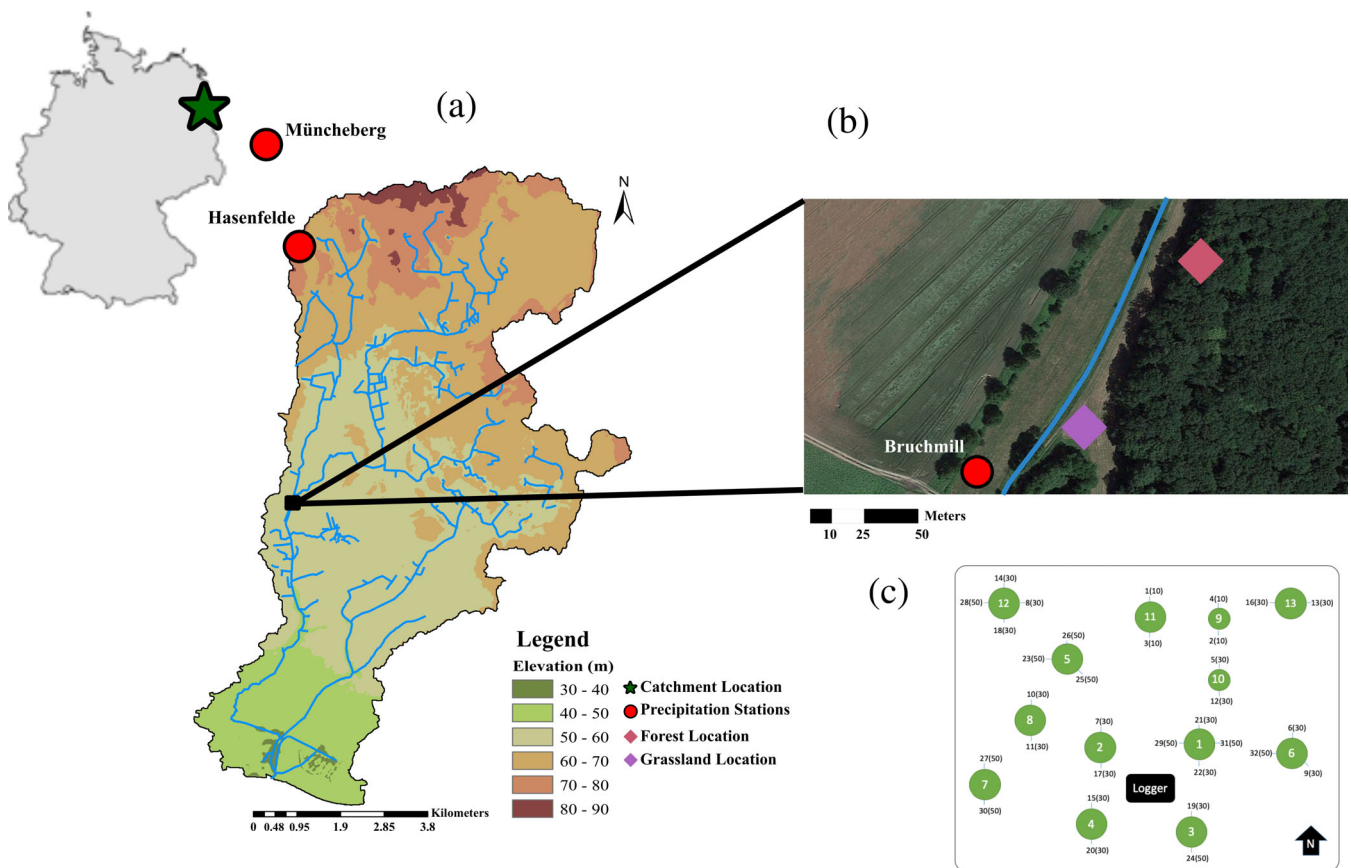 (a)
Müncheberg
Hasenfelde
N
Legend
Elevation (m)
30 - 40
40 - 50
50 - 60
60 - 70
70 - 80
80 - 90
Catchment Location
Precipitation Stations
Forest Location
Grassland Location
0 0.48 0.95 1.9 2.85 3.8
Kilometers
(b)
Bruchmill
Meters
10 25 50
(c)
14(30)
28(50) 12 8(30)
18(30)
1(10)
11
3(10)
4(10)
9
2(10)
16(30) 13 13(30)
26(50)
23(50) 5
25(50)
5(30)
10
12(30)
10(30)
8
11(30)
7(30)
2
17(30)
21(30)
29(50) 1 31(50)
22(30)
6(30)
32(50) 6
9(30)
27(50)
7
30(50)
Logger
15(30)
4
20(30)
19(30)
3
24(50)
N